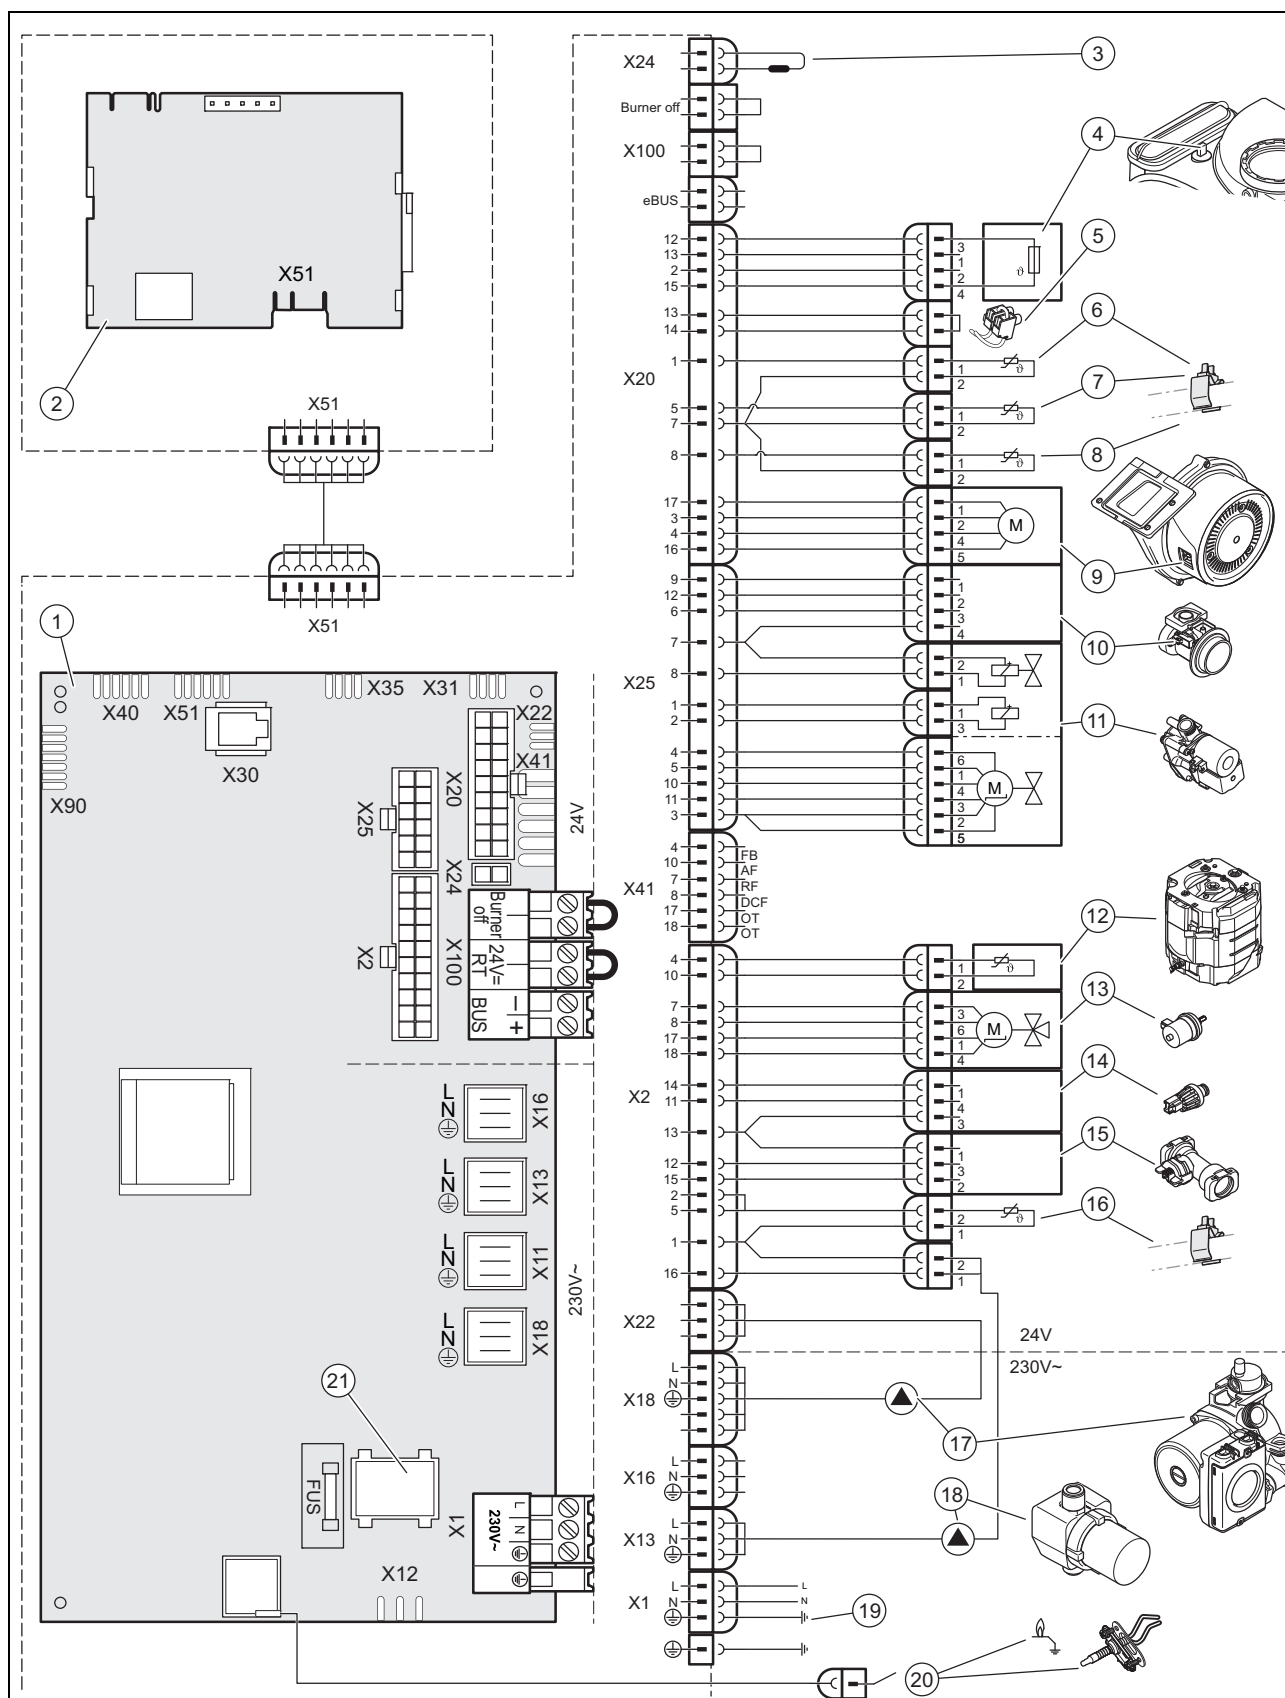 X24
3
Burner off
X100
4
eBUS
12
13
2
15
3
1
2
4
ϑ
5
13
14
X20
1
1
2
ϑ
6
5
7
1
2
ϑ
7
8
1
2
ϑ
8
17
3
4
16
1
2
4
5
M
9
X25
9
12
6
7
1
2
3
4
10
8
2
1
1
2
1
3
11
4
5
10
11
3
6
1
4
3
2
5
M
X41
4
10
7
8
17
18
FB
AF
RF
DCF
OT
OT
X2
4
10
1
2
ϑ
12
7
8
17
18
3
6
1
4
M
13
14
11
13
1
4
3
14
12
15
2
5
1
3
2
15
2
1
ϑ
16
1
16
2
1
X22
24V
230V~
X18
L
N
17
X16
L
N
X13
L
N
18
X1
L
N
L
N
19
20
X51
2
X51
X51
1
X40
X51
X35
X31
X22
X30
X41
X90
X20
X25
24V
X24
X2
Burner
off
X100
24V=
RT
BUS
–
+
L
N
X16
L
N
X13
L
N
X11
230V~
L
N
X18
21
FUS
X1
230V~
L
N
X12